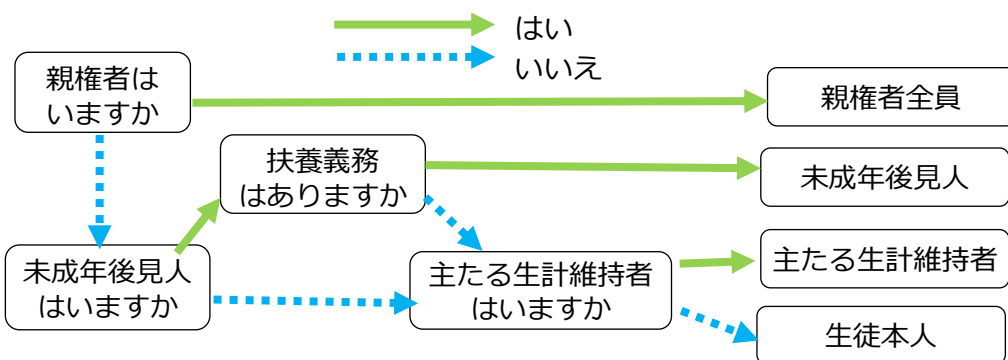 はい
いいえ
親権者は
いますか
親権者全員
扶養義務
はありますか
未成年後見人
未成年後見人
はいますか
主たる生計維持者
はいますか
主たる生計維持者
生徒本人